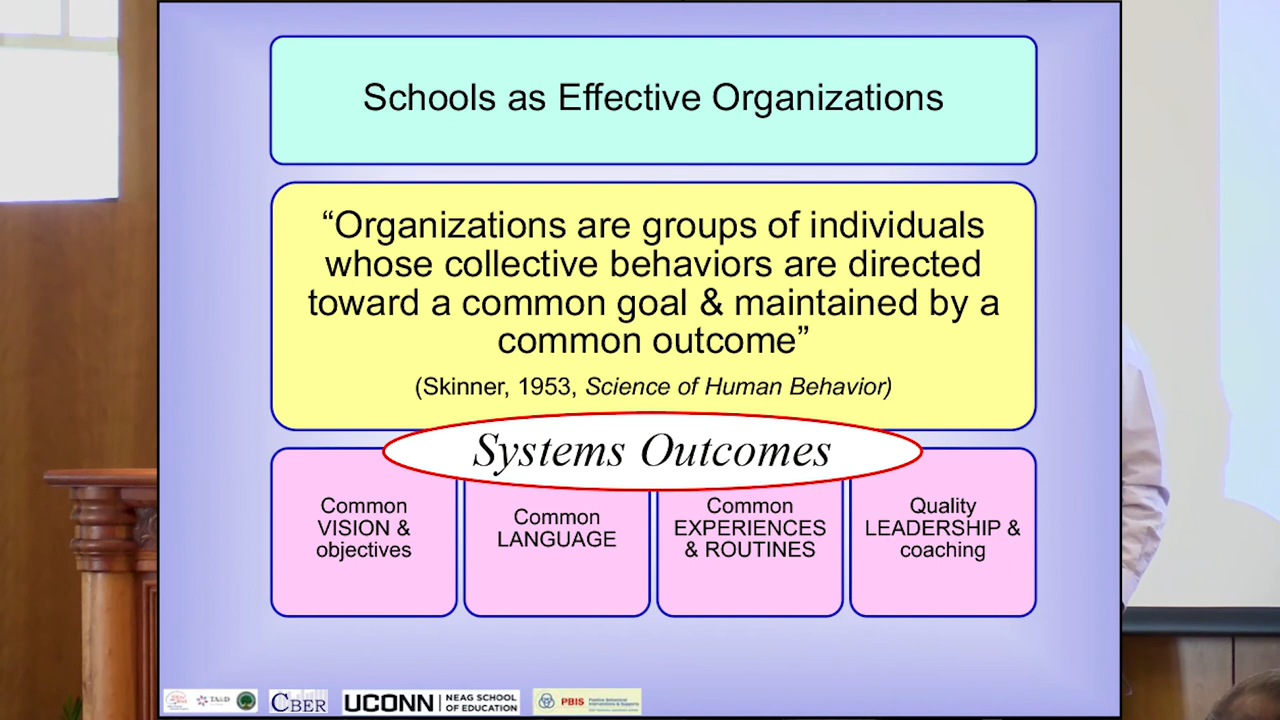 Schools as Effective Organizations
“Organizations are groups of individuals
whose collective behaviors are directed
toward a common goal & maintained by a
common outcome”
(Skinner, 1953, Science of Human Behavior)
Systems Outcomes
Common
VISION &
objectives
Common
LANGUAGE
Common
EXPERIENCES
& ROUTINES
Quality
LEADERSHIP &
coaching
CBER
UCONN
NEAG SCHOOL
OF EDUCATION
PBIS